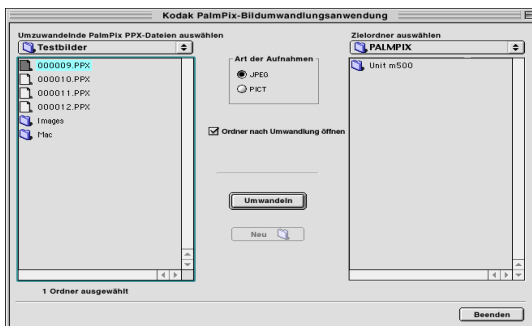 Kodak PalmPix-Bildumwandlungsanwendung
Umzuwandelnde PalmPix PPX-Dateien auswählen
Testbilder
000009.PPX
000010.PPX
000011.PPX
000012.PPX
Images
Mac
1 Ordner ausgewählt
Art der Aufnahmen
JPEG
PICT
Ordner nach Umwandlung öffnen
Umwandeln
Neu
Zielordner auswählen
PALMPIX
Unit m500
Beenden